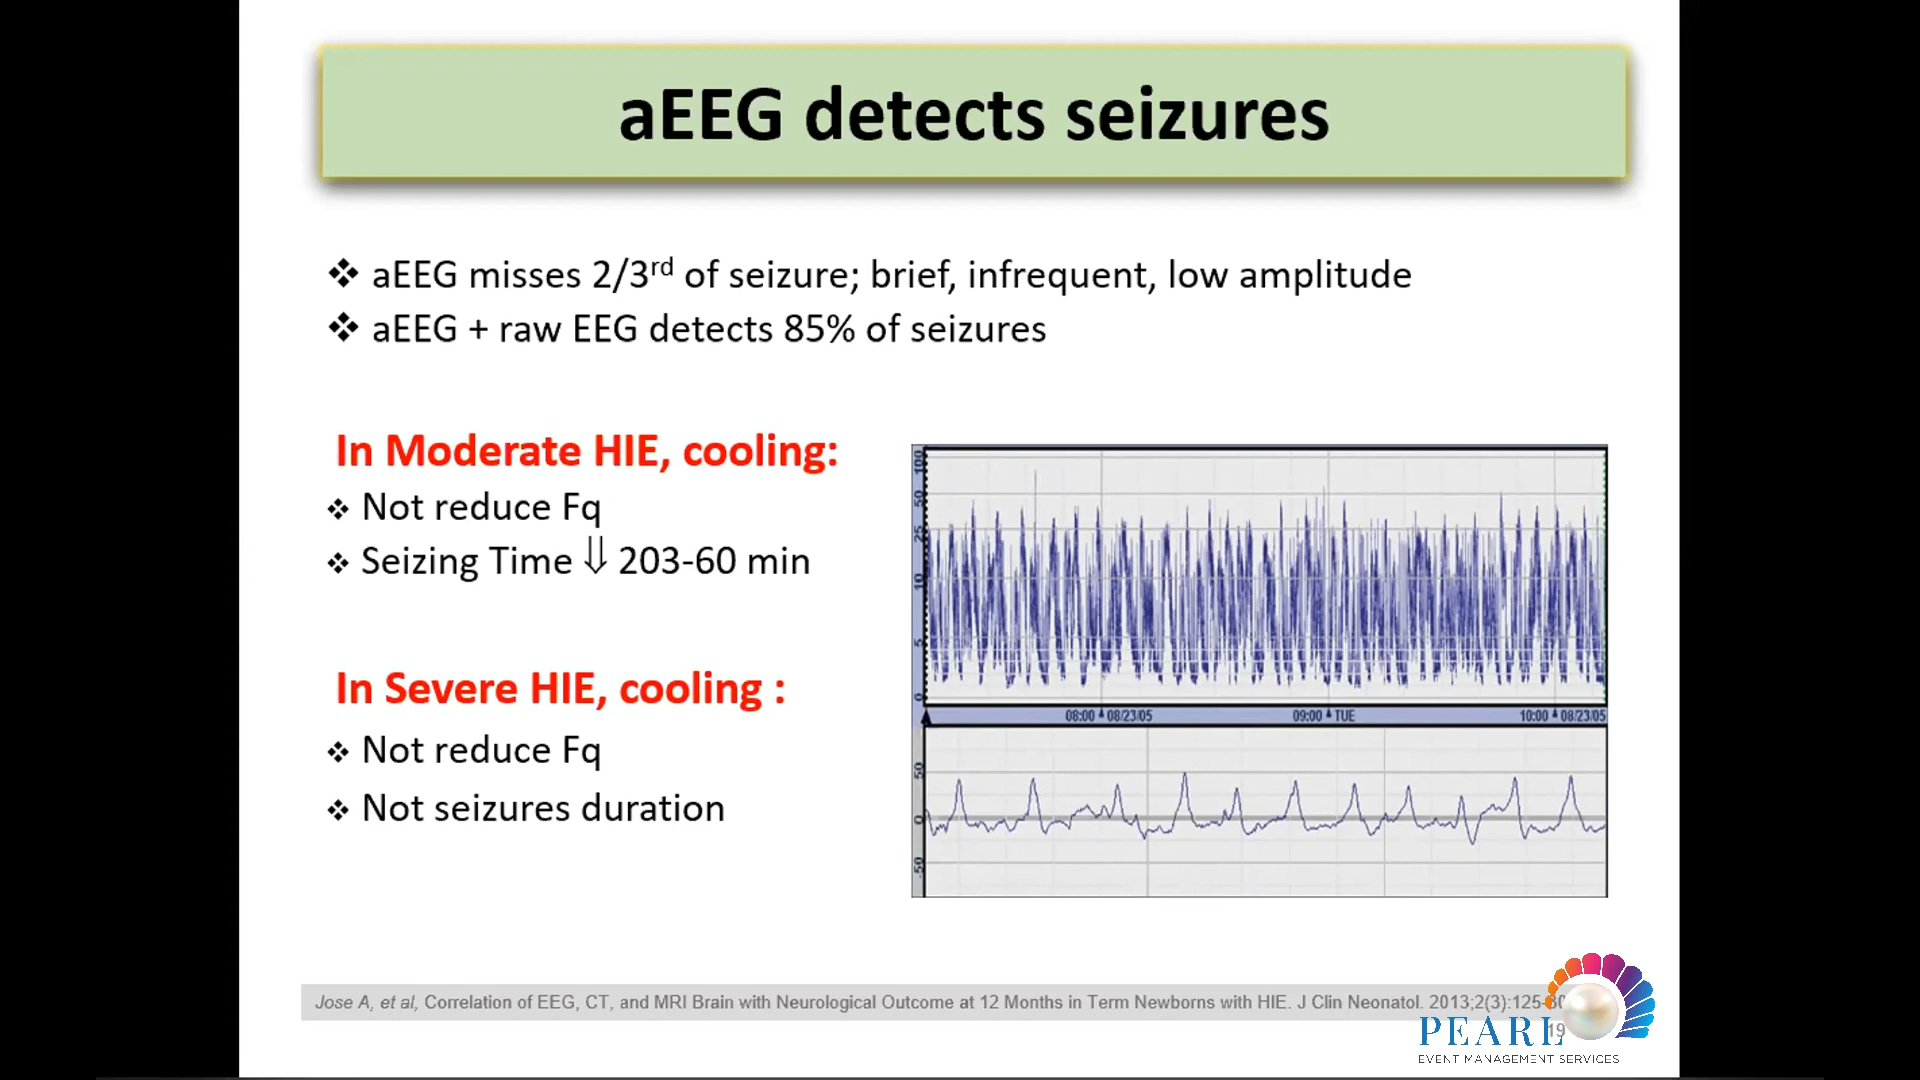 aEEG detects seizures
❖ aEEG misses 2/3rd of seizure; brief, infrequent, low amplitude
❖ aEEG + raw EEG detects 85% of seizures
In Moderate HIE, cooling:
❖ Not reduce Fq
❖ Seizing Time ⇓ 203-60 min
In Severe HIE, cooling :
❖ Not reduce Fq
❖ Not seizures duration
100
50
25
10
5
0
08:00 08/23/05 09:00 TUE 10:00 08/23/05
50
0
-50
Jose A, et al, Correlation of EEG, CT, and MRI Brain with Neurological Outcome at 12 Months in Term Newborns with HIE. J Clin Neonatol. 2013;2(3):125-
19
PEARL
EVENT MANAGEMENT SERVICES